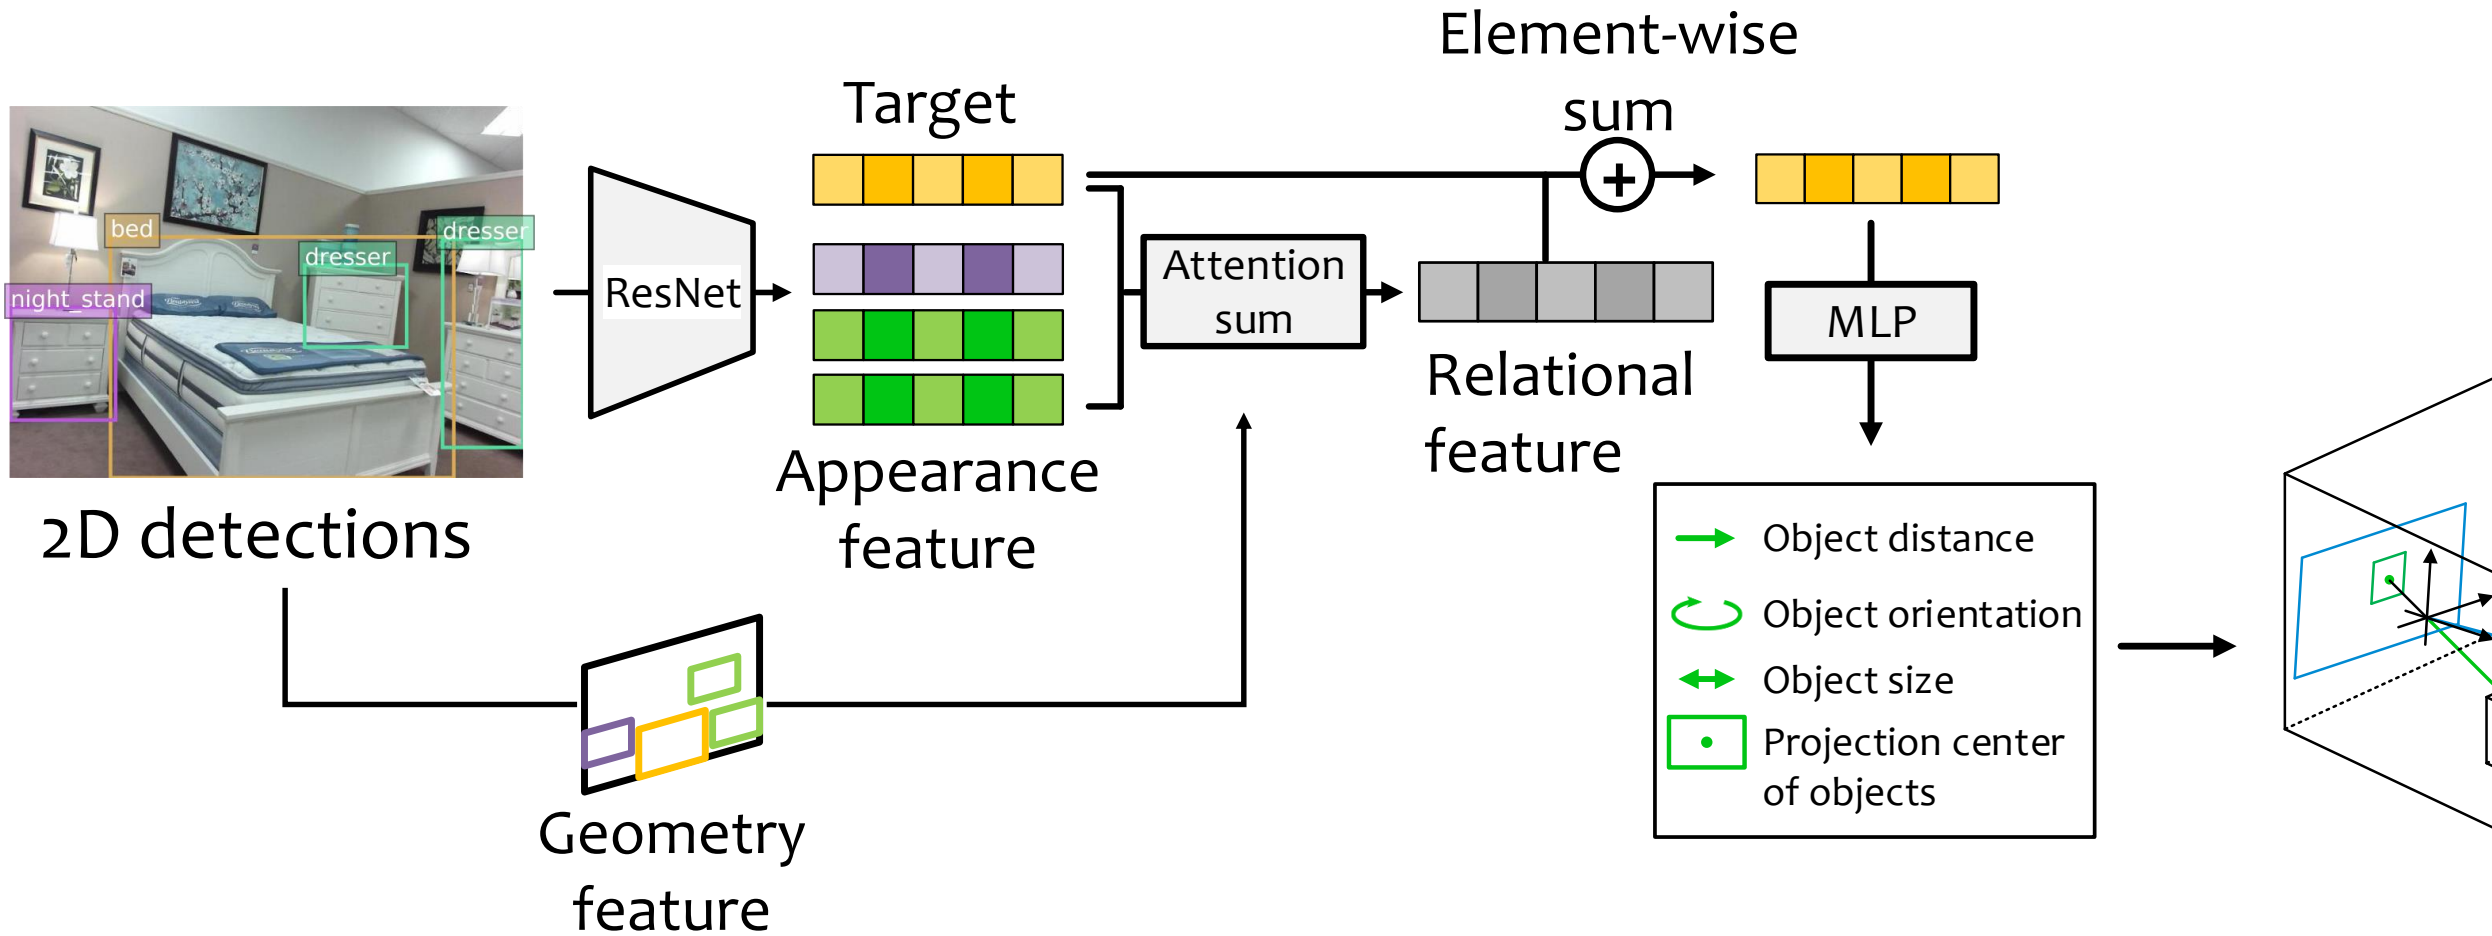 Element-wise
sum
Target
bed
dresser
dresser
night_stand
ResNet
Attention
sum
MLP
Relational
feature
Appearance
feature
2D detections
Object distance
Object orientation
Object size
Projection center
of objects
Geometry
feature